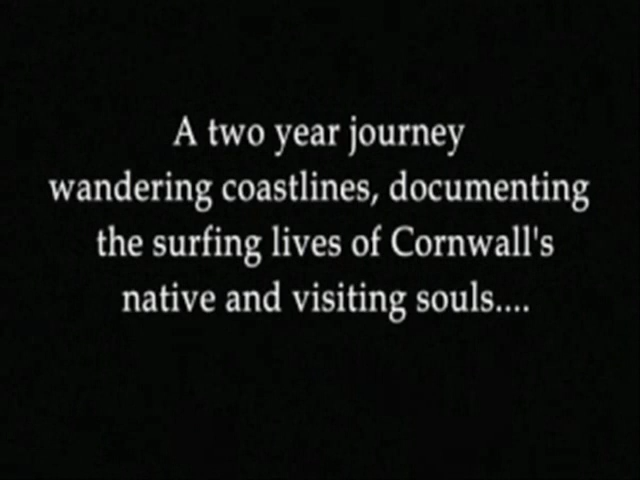 A two year journey
wandering coastlines, documenting
the surfing lives of Cornwall's
native and visiting souls....